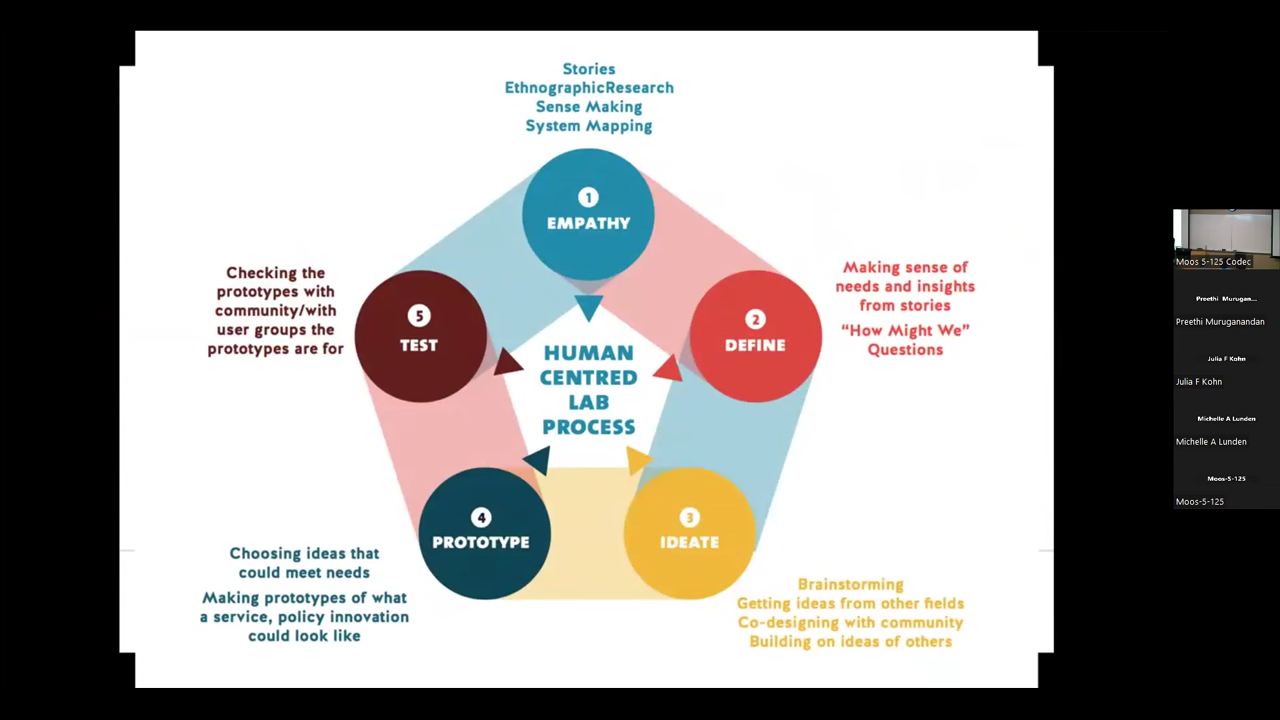 Stories
EthnographicResearch
Sense Making
System Mapping
1
EMPATHY
2
DEFINE
Making sense of
needs and insights
from stories
“How Might We”
Questions
3
IDEATE
Brainstorming
Getting ideas from other fields
Co-designing with community
Building on ideas of others
4
PROTOTYPE
Choosing ideas that
could meet needs
Making prototypes of what
a service, policy innovation
could look like
5
TEST
Checking the
prototypes with
community/with
user groups the
prototypes are for
HUMAN
CENTRED
LAB
PROCESS
Moos 5-125 Codec
Preethi Murugan...
Preethi Muruganandan
Julia F Kohn
Julia F Kohn
Michelle A Lunden
Michelle A Lunden
Moos-5-125
Moos-5-125